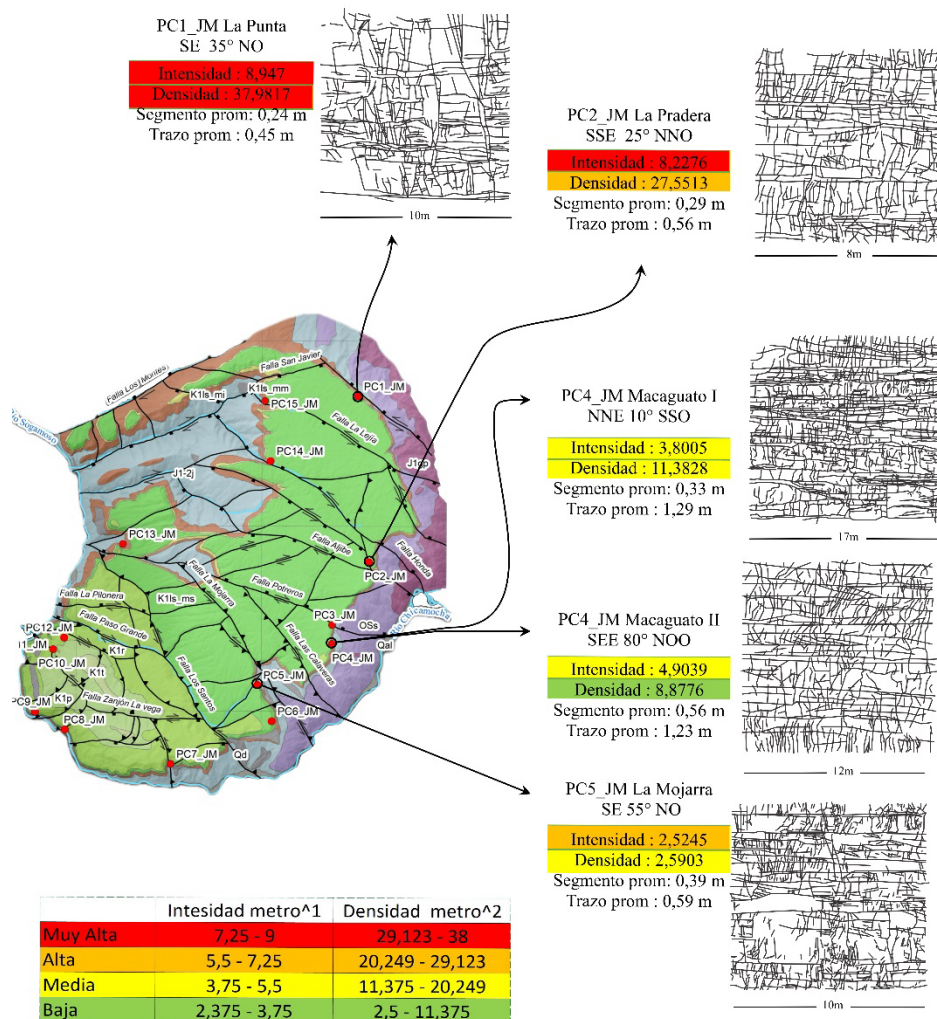 PC1_JM La Punta
SE 35° NO
Intensidad : 8,947
Densidad : 37,9817
Segmento prom : 0,24 m
Trazo prom : 0,45 m
10m
PC2_JM La Pradera
SSE 25° NNO
Intensidad : 8,2276
Densidad : 27,5513
Segmento prom: 0,29 m
Trazo prom : 0,56 m
8m
PC4_JM Macaguato I
NNE 10° SSO
Intensidad : 3,8005
Densidad : 11,3828
Segmento prom : 0,33 m
Trazo prom : 1,29 m
17m
PC4_JM Macaguato II
SEE 80° NOO
Intensidad : 4,9039
Densidad : 8,8776
Segmento prom : 0,56 m
Trazo prom : 1,23 m
12m
PC5_JM La Mojarra
SE 55° NO
Intensidad : 2,5245
Densidad : 2,5903
Segmento prom : 0,39 m
Trazo prom : 0,59 m
10m
Falla Los Montes
Falla San Javier
K1ls_mi
K1ls_mm
PC15_JM
PC1_JM
Sogamoso
Falla La Lejía
PC14_JM
J1-2j
PC13_JM
Falla Aljibe
Falla Honda
PC2_JM
Falla La Mojarra
Falla Potreros
Falla La Pilonera
K1ls_ms
Chicamocha
PC3_JM
OSs
Qal
PC12_JM
Falla Paso Grande
K1r
PC4_JM
PC10_JM
K1t
Falla Los Santos
Falla Las Calaveras
PC5_JM
PC9_JM
K1p
Falla Zanjón La vega
PC8_JM
PC6_JM
Qd
PC7_JM
Intesidad metro^1 Densidad metro^2
Muy Alta 7,25 - 9 29,123 - 38
Alta 5,5 - 7,25 20,249 - 29,123
Media 3,75 - 5,5 11,375 - 20,249
Baja 2,375 - 3,75 2,5 - 11,375